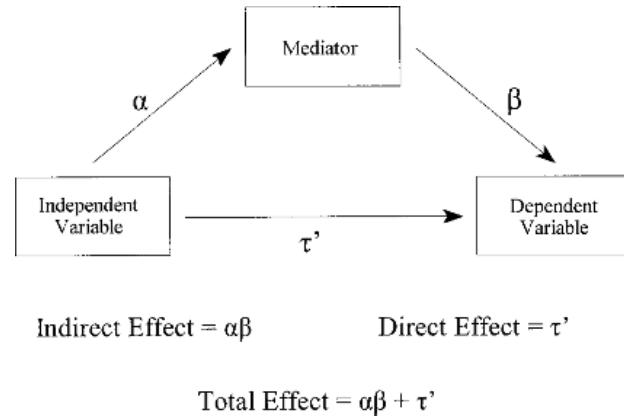 Mediator
α
β
Independent
Variable
Dependent
Variable
τ’
Indirect Effect = αβ
Direct Effect = τ’
Total Effect = αβ + τ’